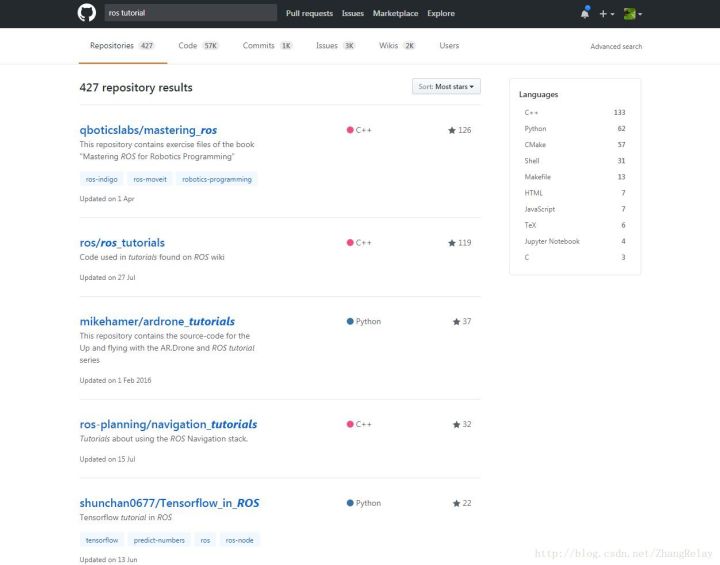 ros tutorial
Pull requests Issues Marketplace Explore
Repositories 427 Code 57K Commits 1K Issues 3K Wikis 2K Users Advanced search
427 repository results
Sort: Most stars
qboticslabs/mastering_ros
C++
126
This repository contains exercise files of the book
"Mastering ROS for Robotics Programming"
ros-indigo ros-moveit robotics-programming
Updated on 1 Apr
ros/ros_tutorials
C++
119
Code used in tutorials found on ROS wiki
Updated on 27 Jul
mikehamer/ardrone_tutorials
Python
37
This repository contains the source-code for the
Up and flying with the AR.Drone and ROS tutorial
series
Updated on 1 Feb 2016
ros-planning/navigation_tutorials
C++
32
Tutorials about using the ROS Navigation stack.
Updated on 15 Jul
shunchan0677/Tensorflow_in_ROS
Python
22
Tensorflow tutorial in ROS
tensorflow predict-numbers ros ros-node
Updated on 13 Jun
Languages
C++ 133
Python 62
CMake 57
Shell 31
Makefile 13
HTML 7
JavaScript 7
TeX 6
Jupyter Notebook 4
C 3
http://blog.csdn.net/ZhangRelay